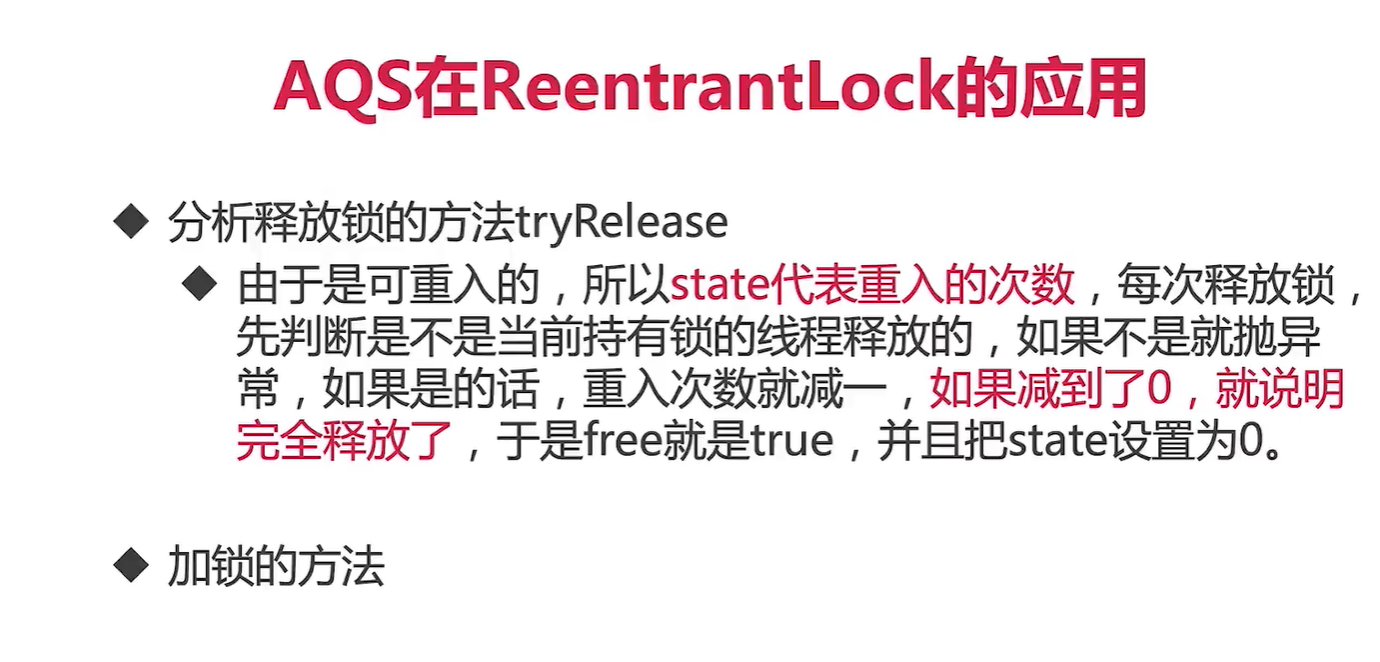 AQS在ReentrantLock的应用
分析释放锁的方法tryRelease
由于是可重入的，所以state代表重入的次数，每次释放锁，
先判断是不是当前持有锁的线程释放的，如果不是就抛异
常，如果是的话，重入次数就减一，如果减到了0，就说明
完全释放了，于是free就是true，并且把state设置为0。
加锁的方法